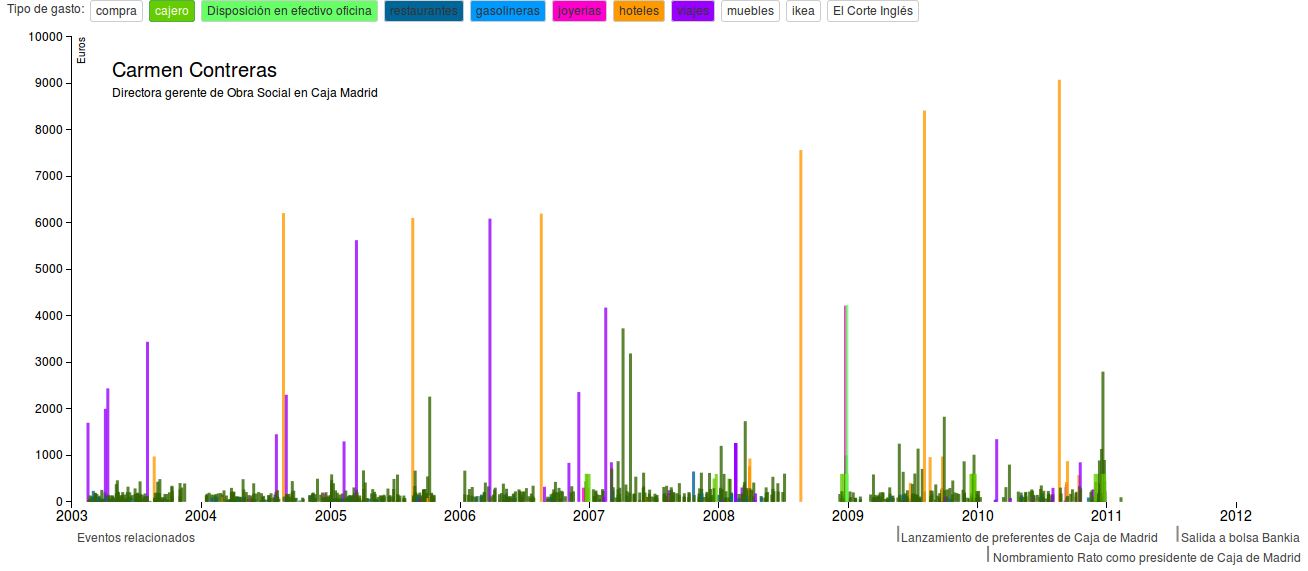 Tipo de gasto: compra cajero Disposición en efectivo oficina restaurantes gasolineras joyerías hoteles viajes muebles ikea El Corte Inglés
10000
Euros
Carmen Contreras
9000
Directora gerente de Obra Social en Caja Madrid
8000
7000
6000
5000
4000
3000
2000
1000
0
2003 2004 2005 2006 2007 2008 2009 2010 2011 2012
Eventos relacionados Lanzamiento de preferentes de Caja de Madrid Salida a bolsa Bankia
Nombramiento Rato como presidente de Caja de Madrid